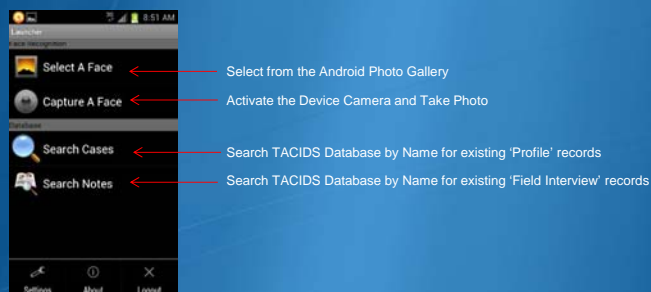 8:51 AM
Launcher
Face Recognition
Select A Face
Select from the Android Photo Gallery
Capture A Face
Activate the Device Camera and Take Photo
Database
Search Cases
Search TACIDS Database by Name for existing ‘Profile’ records
Search Notes
Search TACIDS Database by Name for existing ‘Field Interview’ records
Settings
About
Logout